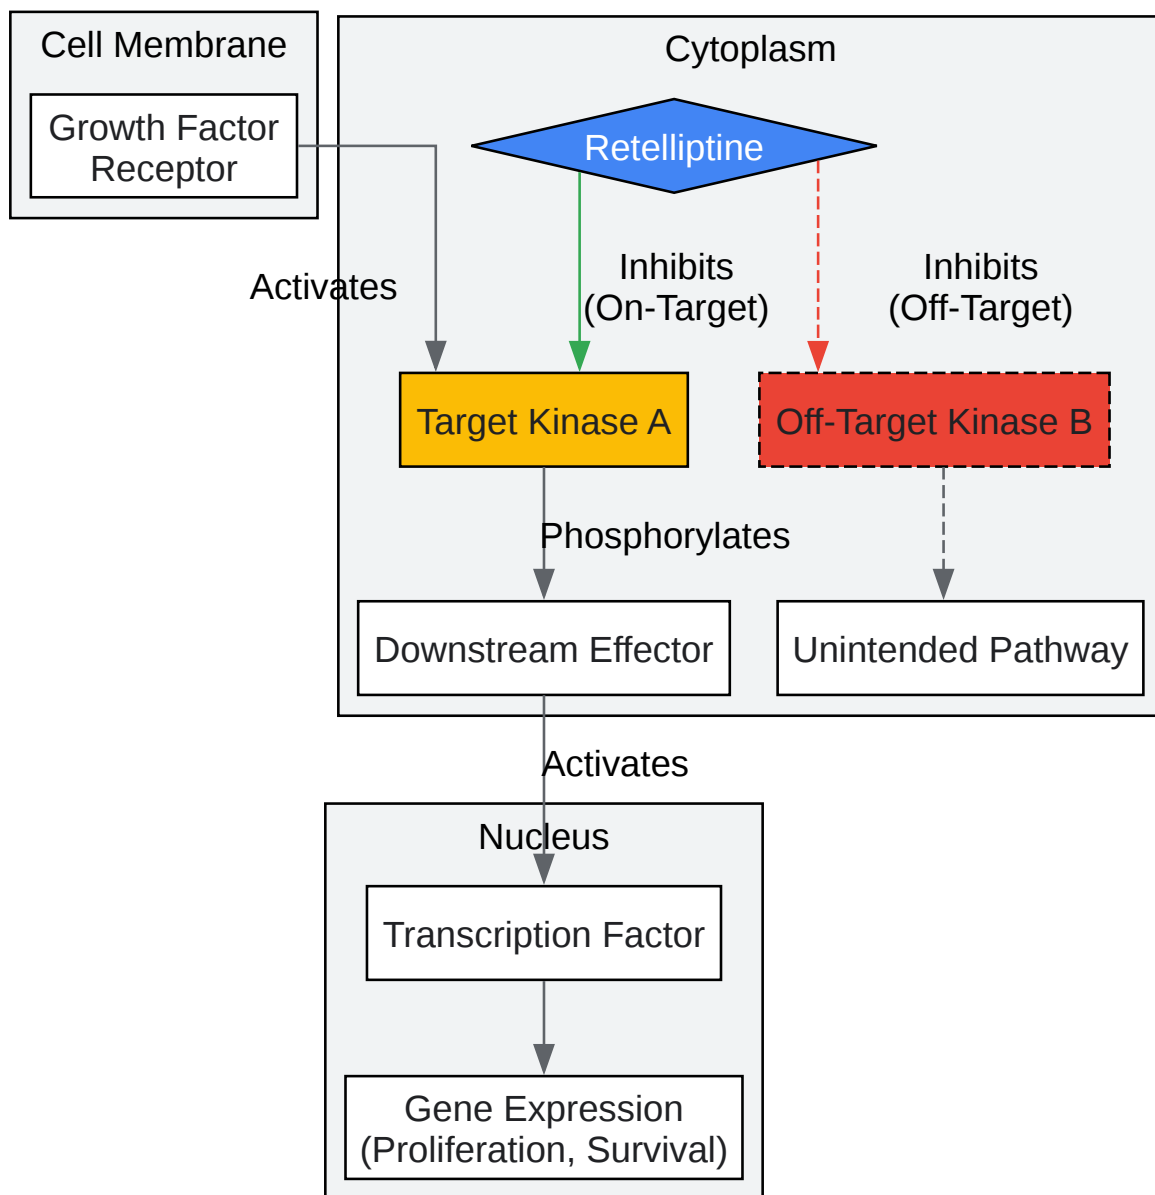 Cell Membrane
Growth Factor
Receptor
Cytoplasm
Retelliptine
Activates
Inhibits
(On-Target)
Inhibits
(Off-Target)
Target Kinase A
Off-Target Kinase B
Phosphorylates
Downstream Effector
Unintended Pathway
Activates
Nucleus
Transcription Factor
Gene Expression
(Proliferation, Survival)